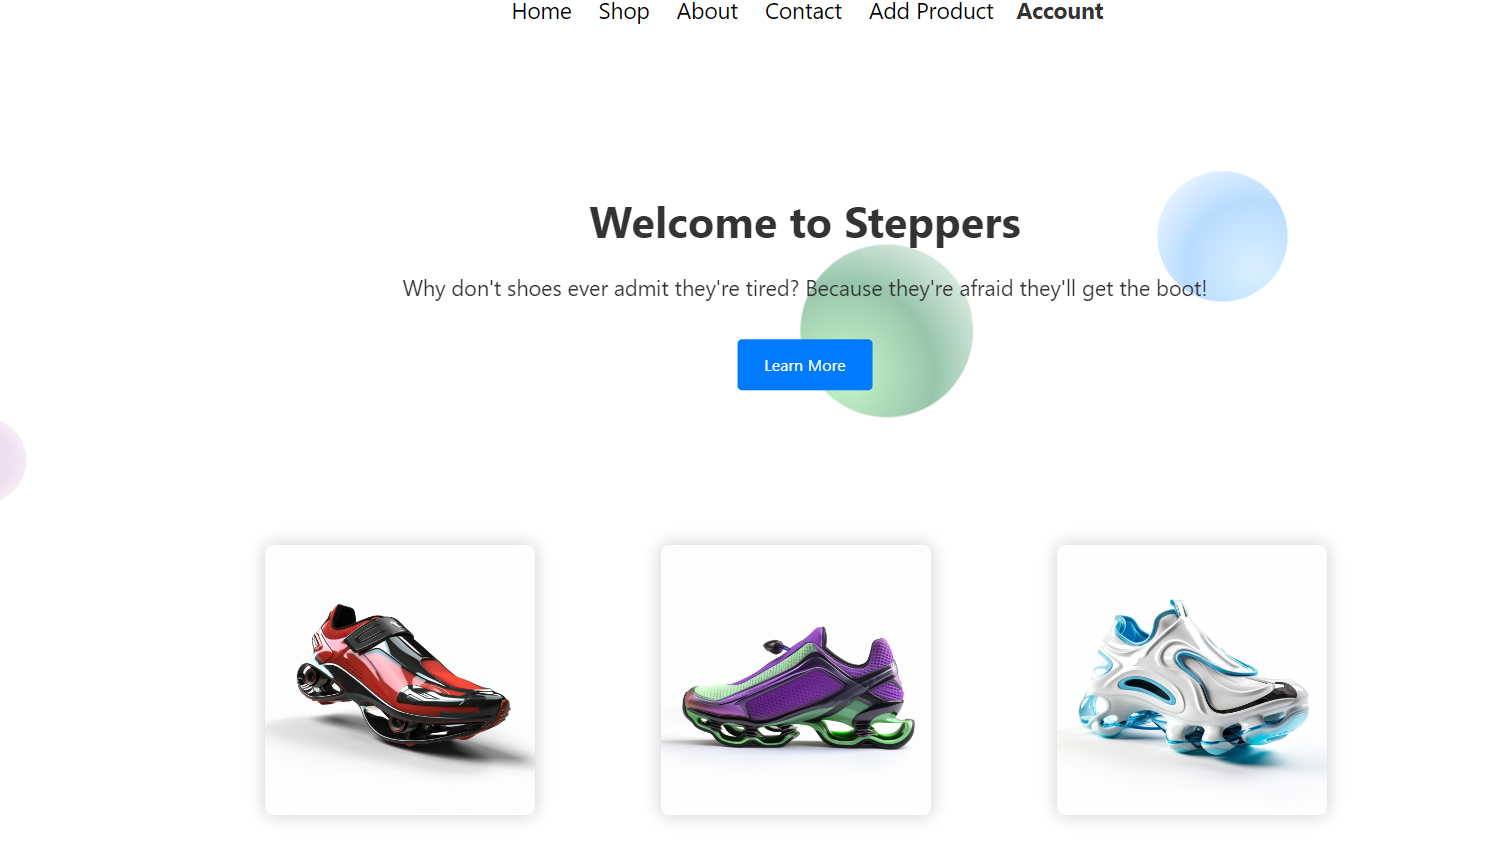 Home Shop About Contact Add Product Account
Welcome to Steppers
Why don't shoes ever admit they're tired? Because they're afraid they'll get the boot!
Learn More